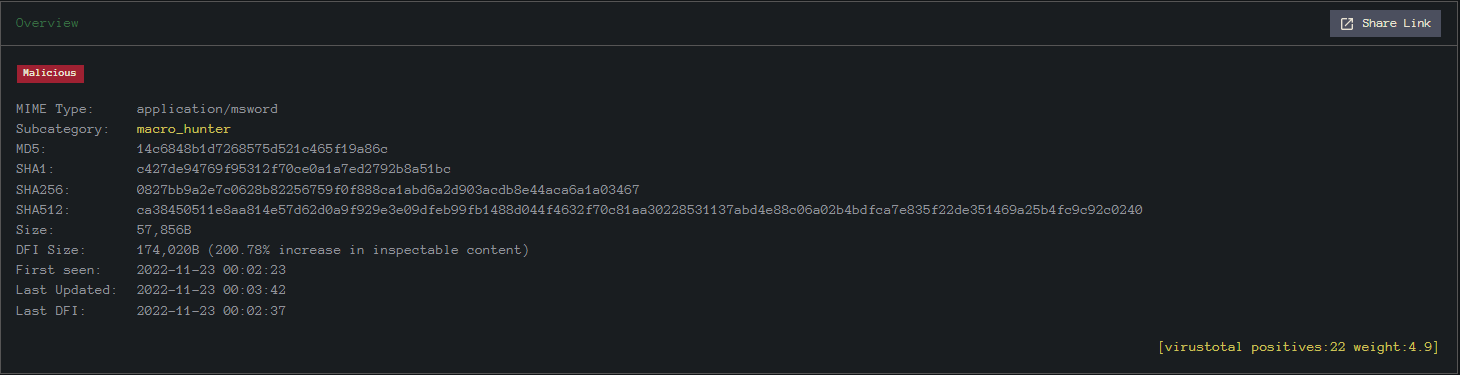 Overview
Share Link
Malicious
MIME Type: application/msword
Subcategory: macro_hunter
MD5: 14c6848b1d7268575d521c465f19a86c
SHA1: c427de94769f95312f70ce0a1a7ed2792b8a51bc
SHA256: 0827bb9a2e7c0628b82256759f0f888ca1abd6a2d903acdb8e44aca6a1a03467
SHA512: ca38450511e8aa814e57d62d0a9f929e3e09dfeb99fb1488d044f4632f70c81aa30228531137abd4e88c06a02b4bdfca7e835f22de351469a25b4fc9c92c0240
Size: 57,856B
DFI Size: 174,020B (200.78% increase in inspectable content)
First seen: 2022-11-23 00:02:23
Last Updated: 2022-11-23 00:03:42
Last DFI: 2022-11-23 00:02:37
[virustotal positives:22 weight:4.9]